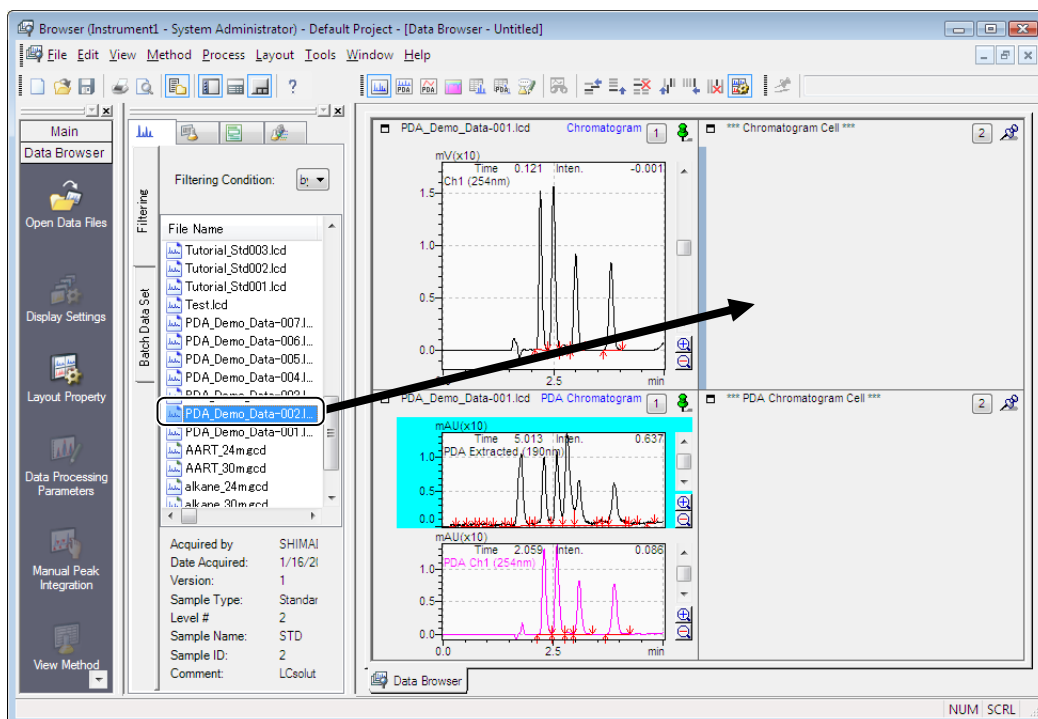 Browser (Instrument1 - System Administrator) - Default Project - [Data Browser - Untitled]
File Edit View Method Process Layout Tools Window Help
Main
Data Browser
Open Data Files
Display Settings
Layout Property
Data Processing
Parameters
Manual Peak
Integration
View Method
Filtering
Batch Data Set
Filtering Condition:
File Name
Tutorial_Std003.lcd
Tutorial_Std002.lcd
Tutorial_Std001.lcd
Test.lcd
PDA_Demo_Data-007.l...
PDA_Demo_Data-006.l...
PDA_Demo_Data-005.l...
PDA_Demo_Data-004.l...
PDA_Demo_Data-003.l...
PDA_Demo_Data-002.l...
PDA_Demo_Data-001.l...
AART_24m.gcd
AART_30m.gcd
alkane_24m.gcd
alkane_30m.gcd
Acquired by SHIMA
Date Acquired: 1/16/20
Version: 1
Sample Type: Standar
Level # 2
Sample Name: STD
Sample ID: 2
Comment: LCsolut
PDA_Demo_Data-001.lcd Chromatogram 1
mV(x10)
Time 0.121 Inten. -0.001
Ch1 (254nm)
1.5
1.0
0.5
0.0
2.5 min
*** Chromatogram Cell *** 2
PDA_Demo_Data-001.lcd PDA Chromatogram 1
mAU(x10)
Time 5.013 Inten. 0.637
PDA Extracted (190nm)
1.0
0.5
0.0
mAU(x10)
Time 2.059 Inten. 0.086
PDA Ch1 (254nm)
1.0
0.5
0.0
0.0 2.5 min
*** PDA Chromatogram Cell *** 2
Data Browser
NUM SCRL